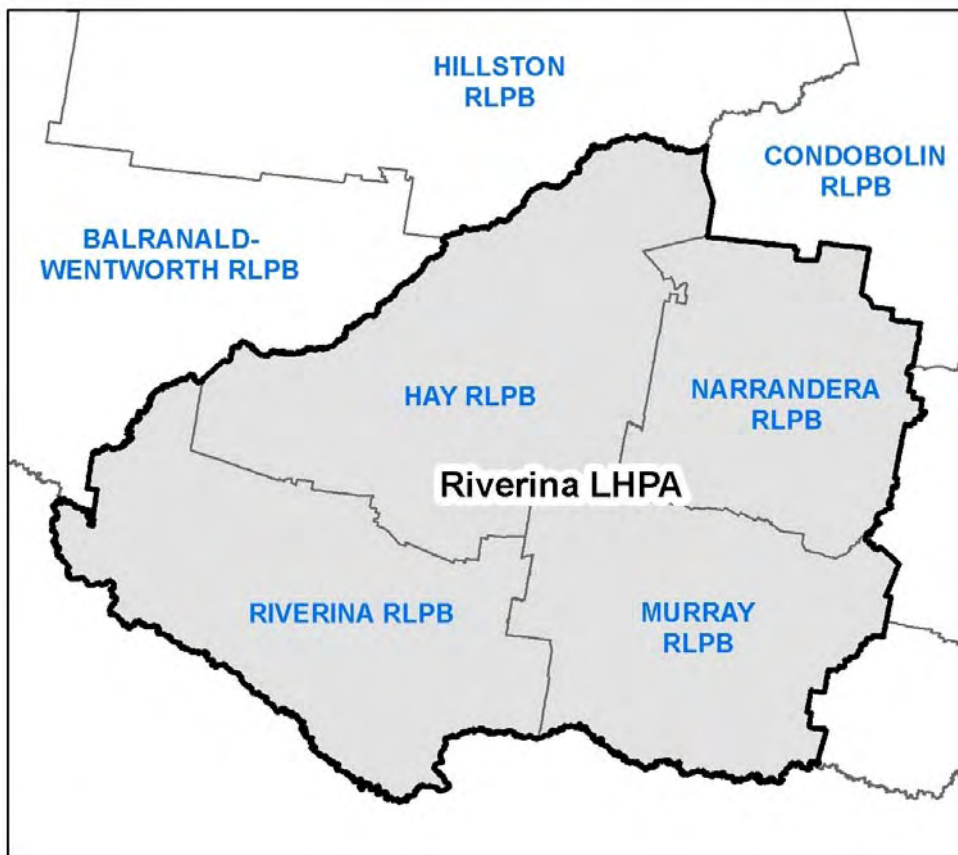 HILLSTON
RLPB
CONDOBOLIN
RLPB
BALRANALD-
WENTWORTH RLPB
HAY RLPB
NARRANDERA
RLPB
Riverina LHPA
RIVERINA RLPB
MURRAY
RLPB